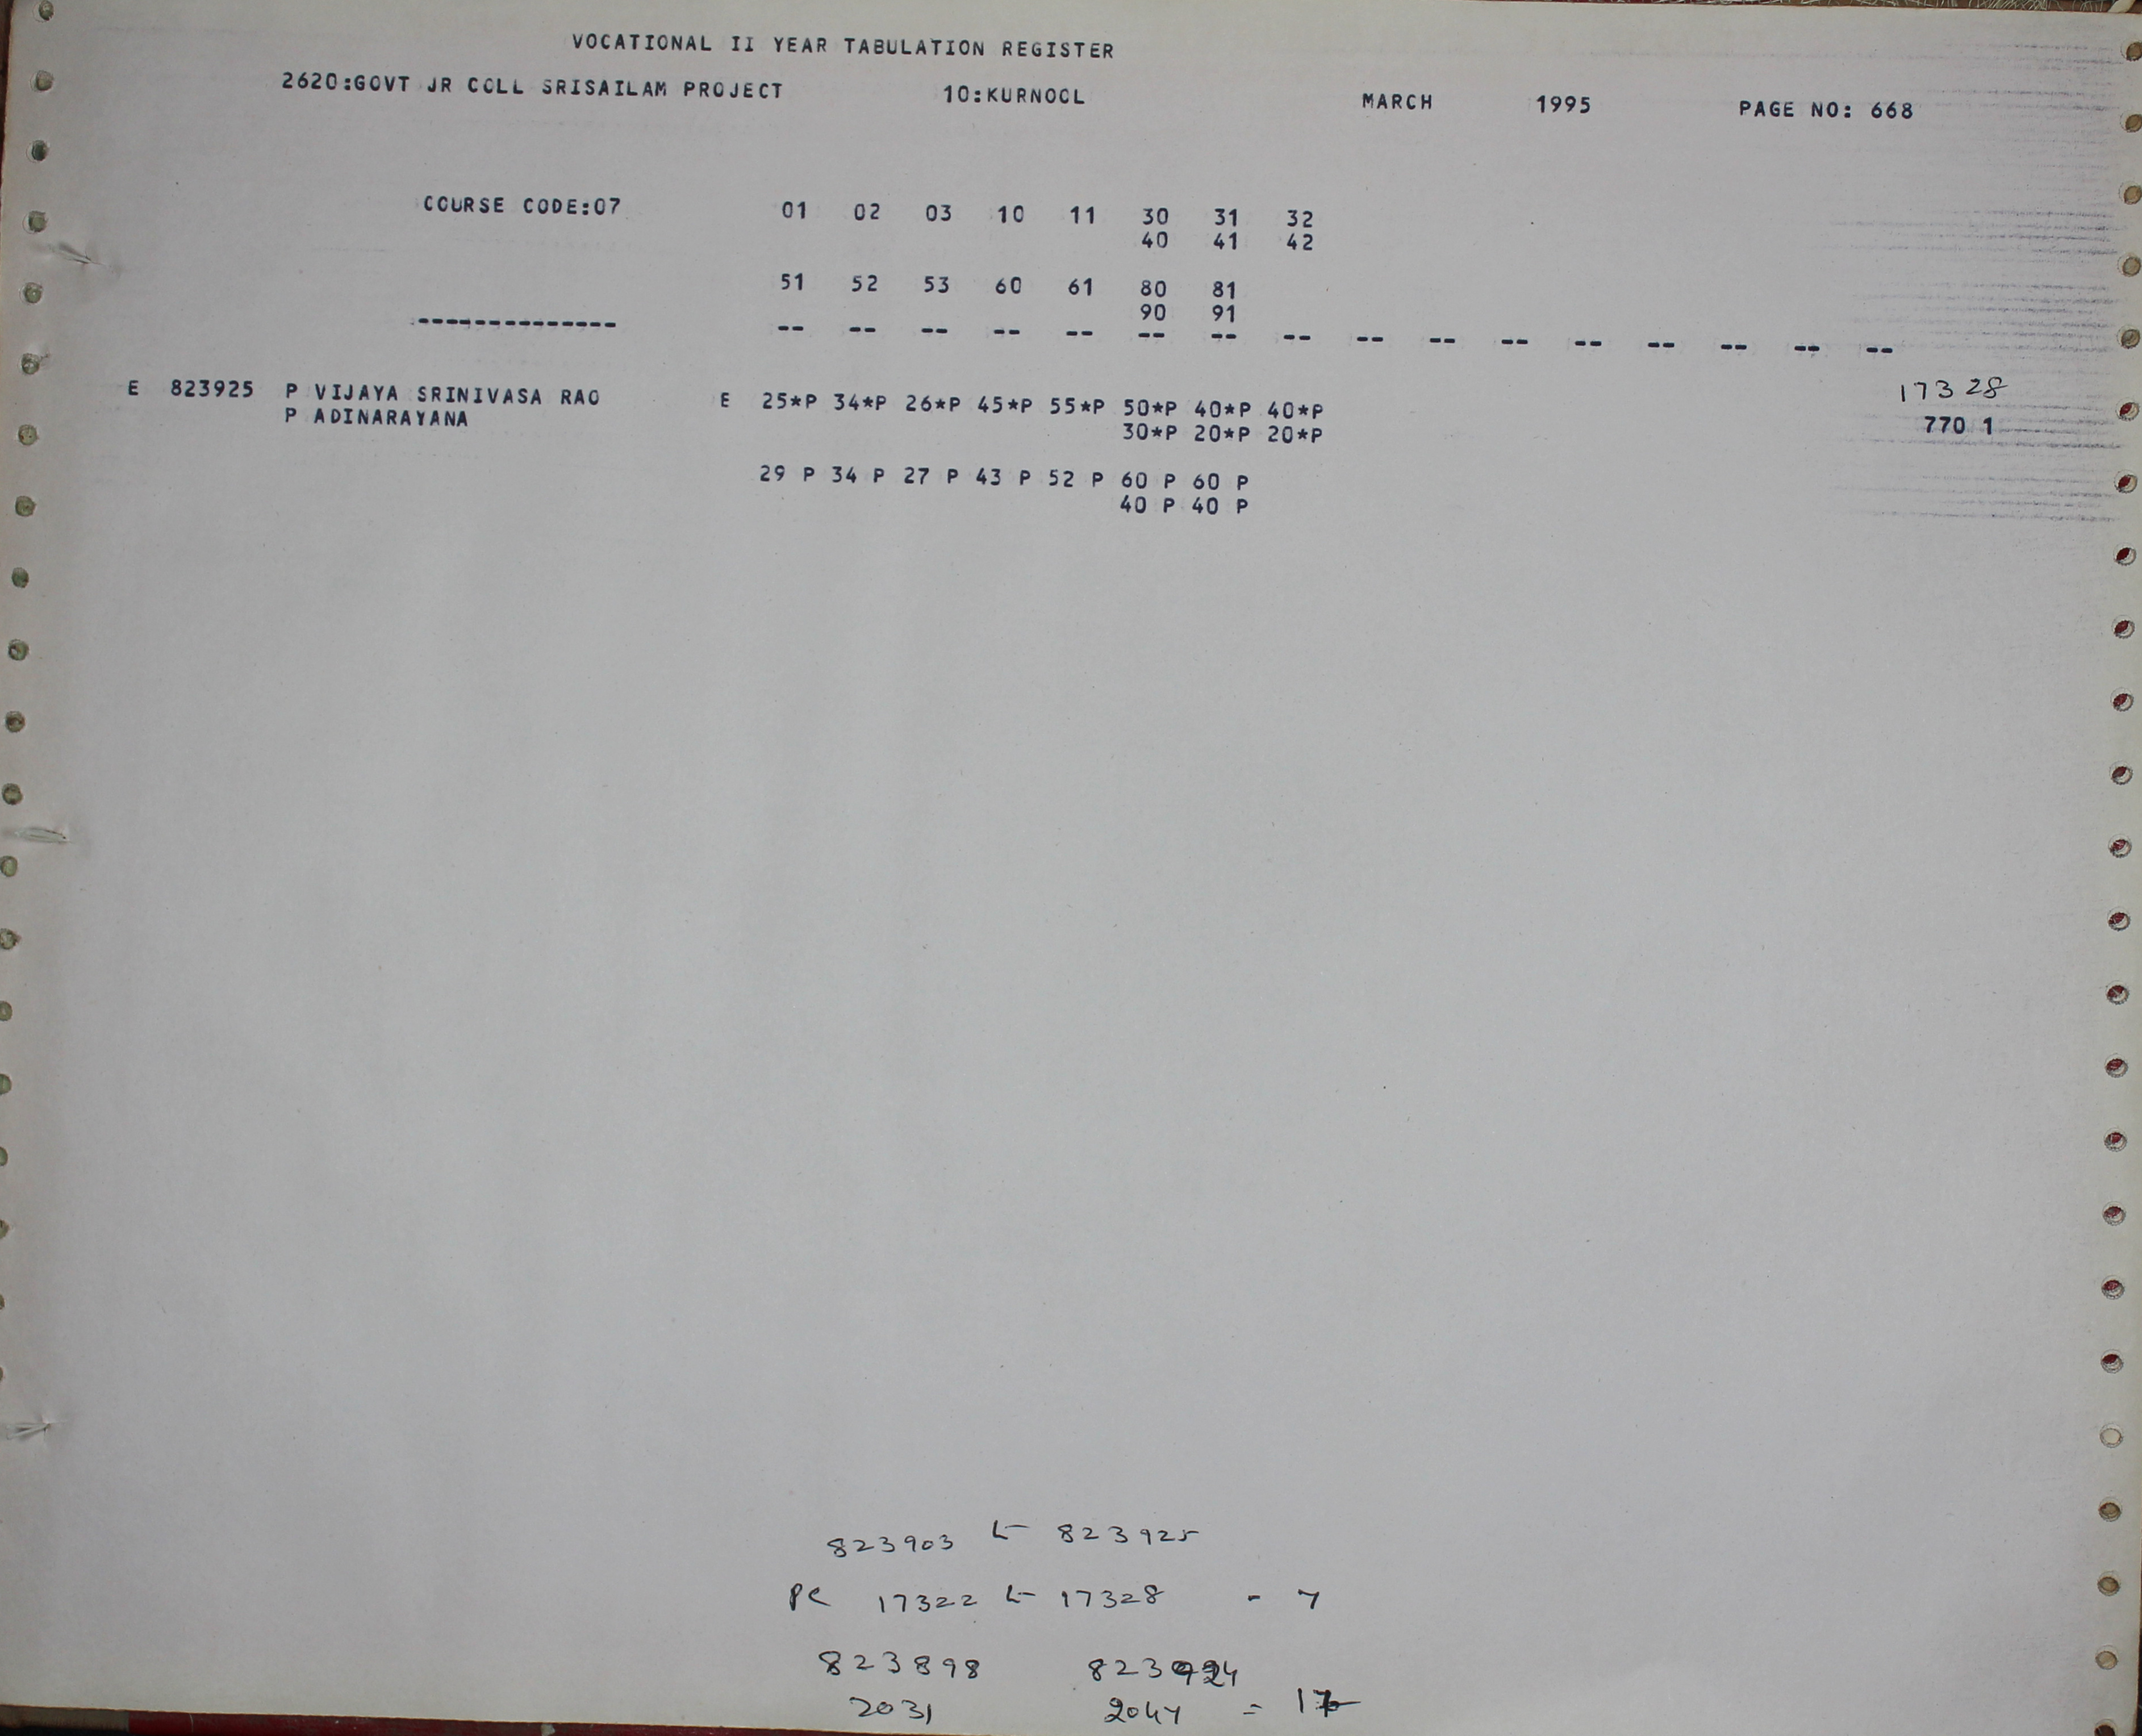 VOCATIONAL II YEAR TABULATION REGISTER
2620:GOVT JR COLL SRISAILAM PROJECT 10:KURNOOL MARCH 1995 PAGE NO: 668
COURSE CODE:07 01 02 03 10 11 30 31 32
40 41 42
51 52 53 60 61 80 81
90 91
-------------- -- -- -- -- -- -- -- -- -- -- -- -- -- -- -- --
17328
E 823925 P VIJAYA SRINIVASA RAO E 25*P 34*P 26*P 45*P 55*P 50*P 40*P 40*P
P ADINARAYANA 30*P 20*P 20*P 770 1
29 P 34 P 27 P 43 P 52 P 60 P 60 P
40 P 40 P
823903 823925
PC 17322 17328 - 7
823898 823924
2031 2047 =